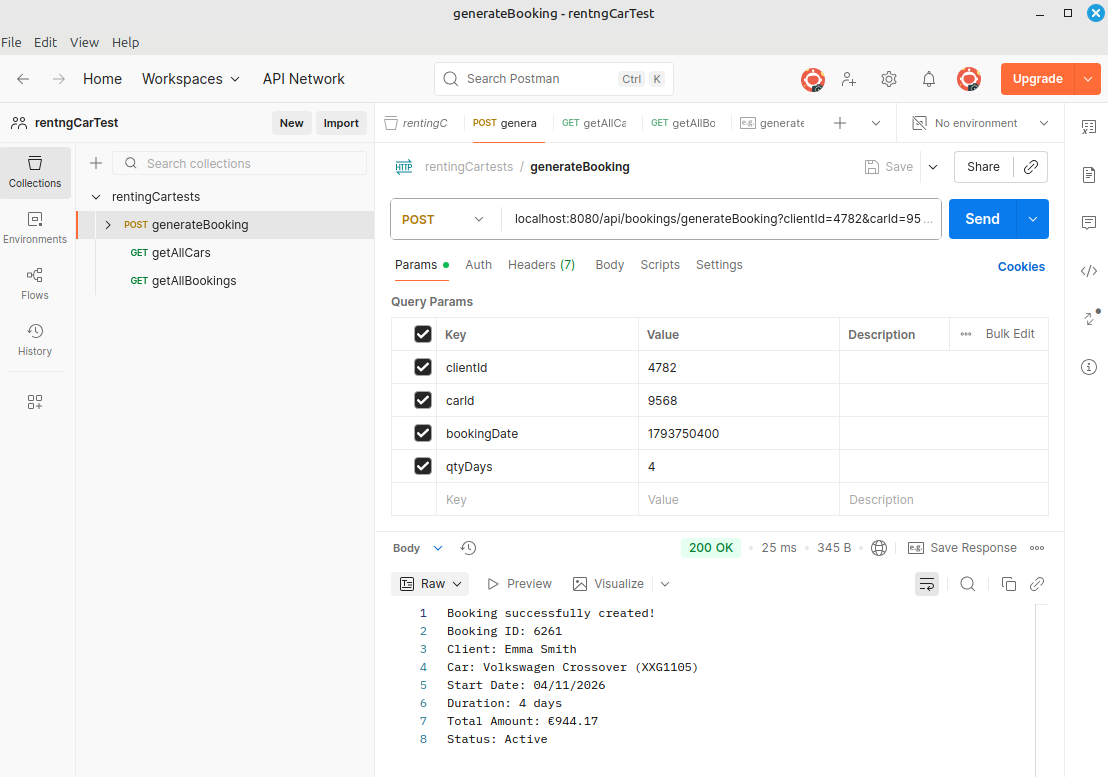 generateBooking - rentngCarTest
File Edit View Help
Home Workspaces API Network Search Postman Ctrl K Upgrade
rentngCarTest New Import
rentingC POST genera GET getAllCa GET getAllBo e.g. generate No environment
Collections
Environments
Flows
History
Search collections
rentingCartests
POST generateBooking
GET getAllCars
GET getAllBookings
HTTP rentingCartests / generateBooking Save Share
POST localhost:8080/api/bookings/generateBooking?clientId=4782&carId=95 ... Send
Params Auth Headers (7) Body Scripts Settings Cookies
Query Params
Key Value Description Bulk Edit
clientId 4782
carId 9568
bookingDate 1793750400
qtyDays 4
Key Value Description
Body 200 OK 25 ms 345 B e.g. Save Response
Raw Preview Visualize
1 Booking successfully created!
2 Booking ID: 6261
3 Client: Emma Smith
4 Car: Volkswagen Crossover (XXG1105)
5 Start Date: 04/11/2026
6 Duration: 4 days
7 Total Amount: €944.17
8 Status: Active